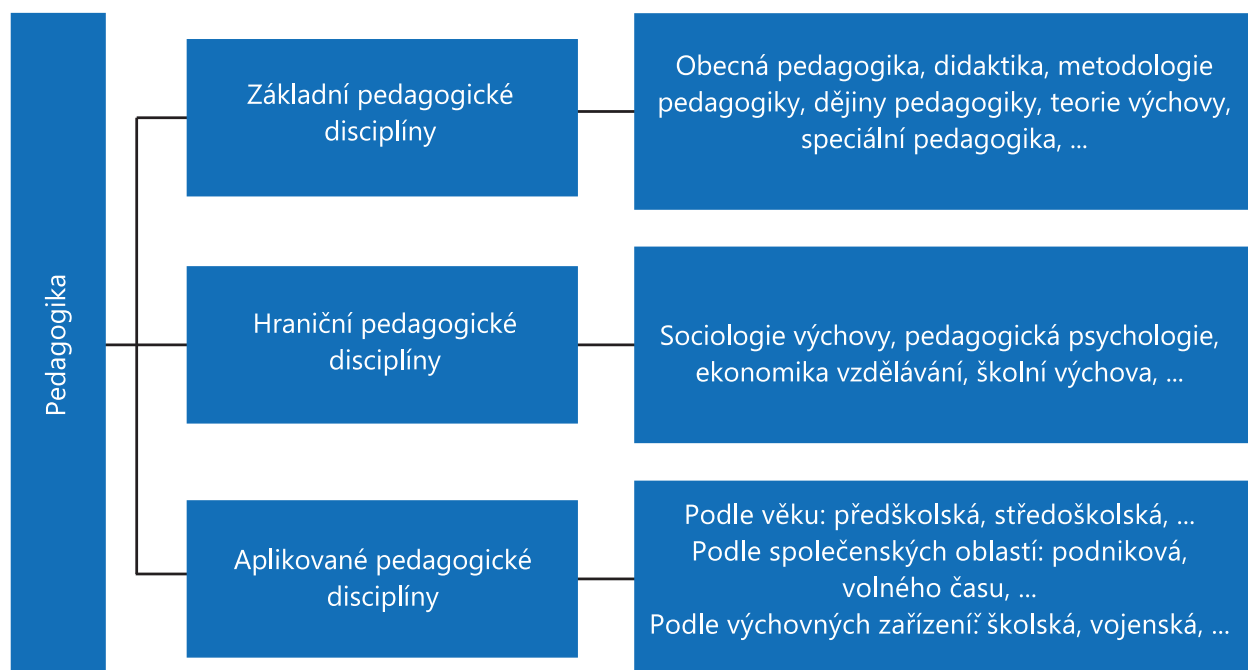 Pedagogika
Základní pedagogické
disciplíny
Obecná pedagogika, didaktika, metodologie
pedagogiky, dějiny pedagogiky, teorie výchovy,
speciální pedagogika, ...
Hraniční pedagogické
disciplíny
Sociologie výchovy, pedagogická psychologie,
ekonomika vzdělávání, školní výchova, ...
Aplikované pedagogické
disciplíny
Podle věku: předškolská, středoškolská, ...
Podle společenských oblastí: podniková,
volného času, ...
Podle výchovných zařízení: školská, vojenská, ...